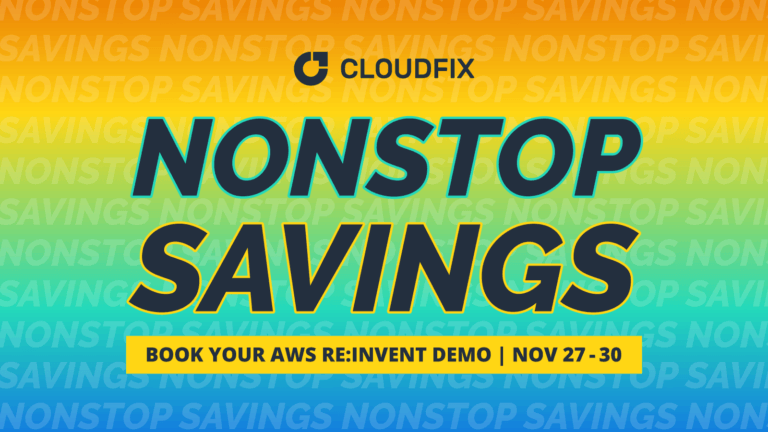 SAVINGS NONSTOP SAVINGS NONSTOP SAVINGS
CLOUDFIX
NONSTOP
SAVINGS
BOOK YOUR AWS RE:INVENT DEMO | NOV 27 - 30
NONSTOP SAVINGS NONSTOP SAVINGS